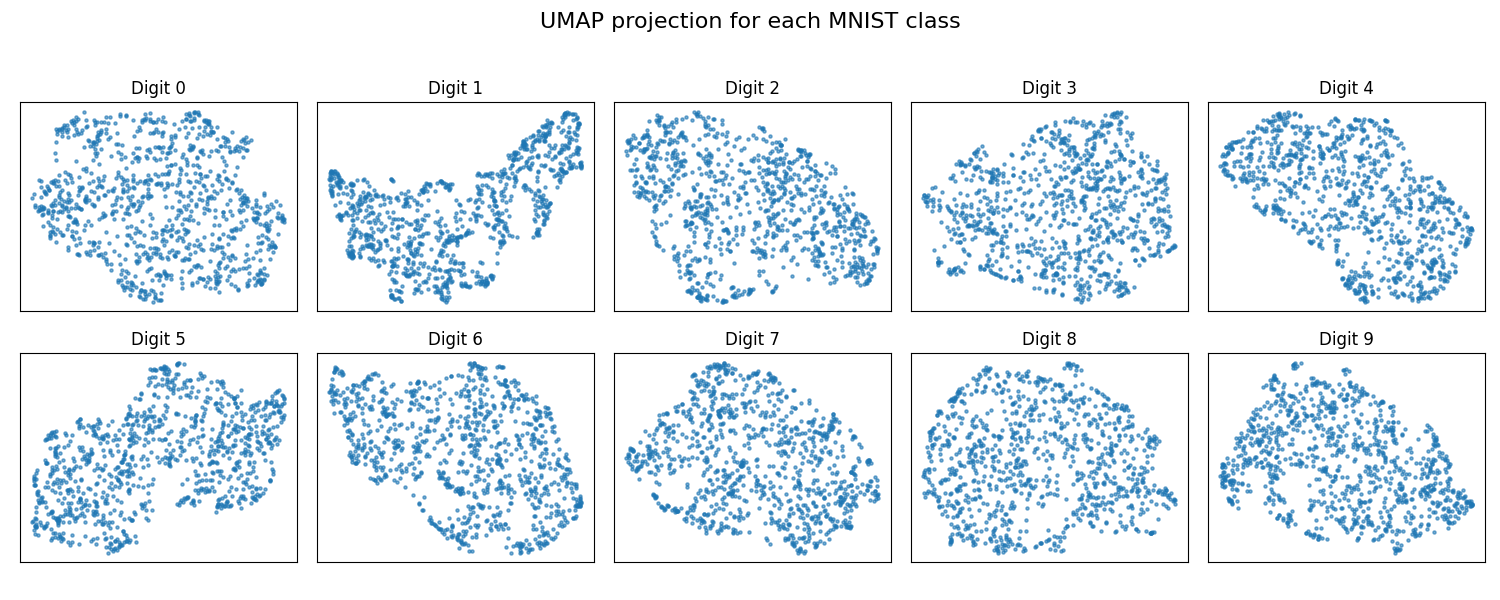 UMAP projection for each MNIST class
Digit 0
Digit 1
Digit 2
Digit 3
Digit 4
Digit 5
Digit 6
Digit 7
Digit 8
Digit 9